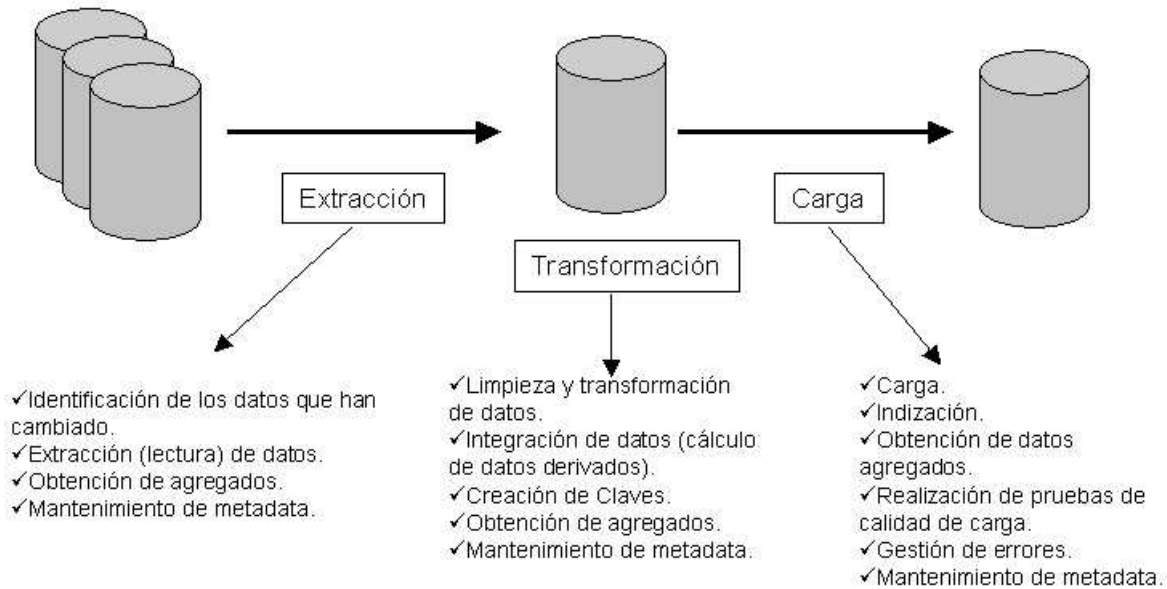 Extracción
Carga
Transformación
✓Identificación de los datos que han
cambiado.
✓Extracción (lectura) de datos.
✓Obtención de agregados.
✓Mantenimiento de metadata.
✓Limpieza y transformación
de datos.
✓Integración de datos (cálculo
de datos derivados).
✓Creación de Claves.
✓Obtención de agregados.
✓Mantenimiento de metadata.
✓Carga.
✓Indización.
✓Obtención de datos
agregados.
✓Realización de pruebas de
calidad de carga.
✓Gestión de errores.
✓Mantenimiento de metadata.